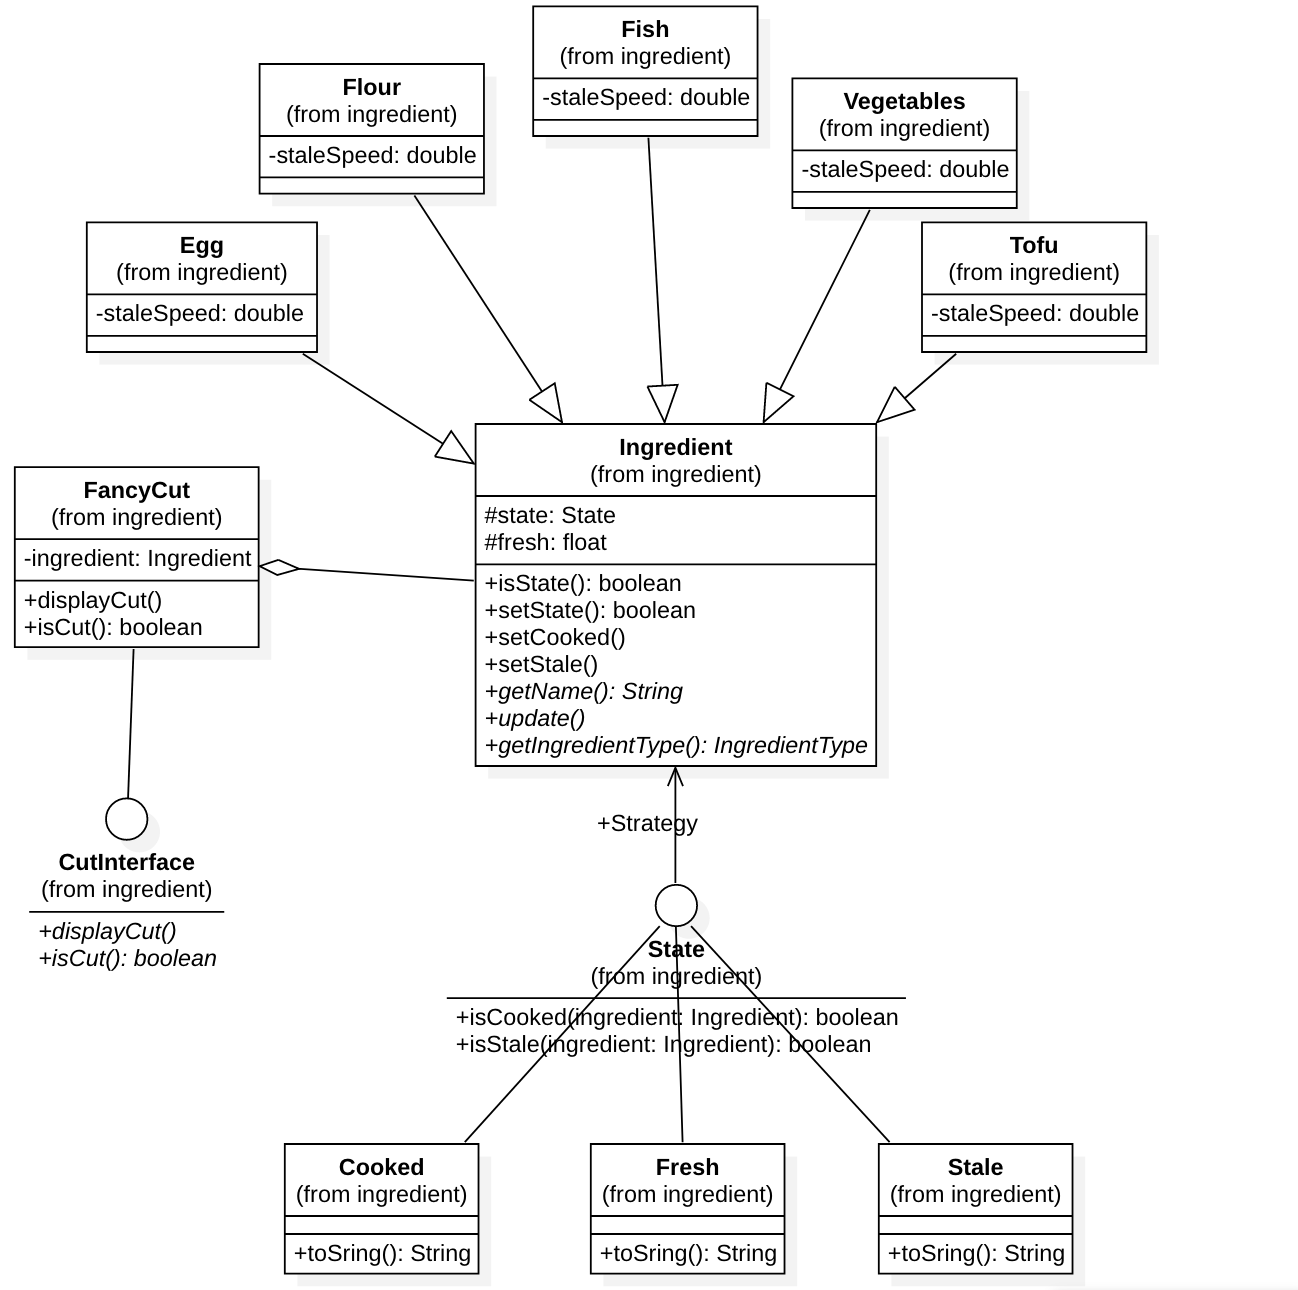 Fish
(from ingredient)
-staleSpeed: double
Flour
(from ingredient)
-staleSpeed: double
Vegetables
(from ingredient)
-staleSpeed: double
Egg
(from ingredient)
-staleSpeed: double
Tofu
(from ingredient)
-staleSpeed: double
Ingredient
(from ingredient)
#state: State
#fresh: float
+isState(): boolean
+setState(): boolean
+setCooked()
+setStale()
+getName(): String
+update()
+getIngredientType(): IngredientType
FancyCut
(from ingredient)
-ingredient: Ingredient
+displayCut()
+isCut(): boolean
+Strategy
CutInterface
(from ingredient)
+displayCut()
+isCut(): boolean
State
(from ingredient)
+isCooked(ingredient: Ingredient): boolean
+isStale(ingredient: Ingredient): boolean
Cooked
(from ingredient)
+toSring(): String
Fresh
(from ingredient)
+toSring(): String
Stale
(from ingredient)
+toSring(): String